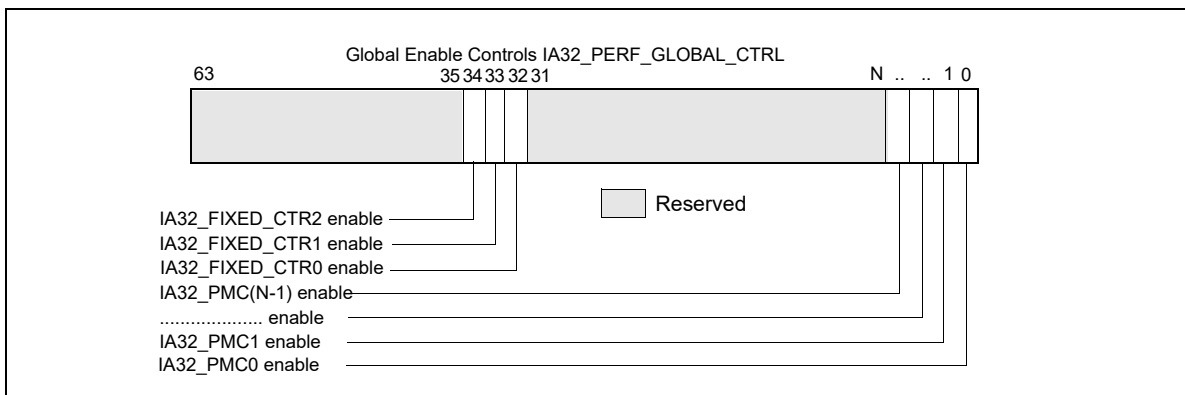 Global Enable Controls IA32_PERF_GLOBAL_CTRL
63 35 34 33 32 31 N .. .. 1 0
Reserved
IA32_FIXED_CTR2 enable
IA32_FIXED_CTR1 enable
IA32_FIXED_CTR0 enable
IA32_PMC(N-1) enable
.................... enable
IA32_PMC1 enable
IA32_PMC0 enable